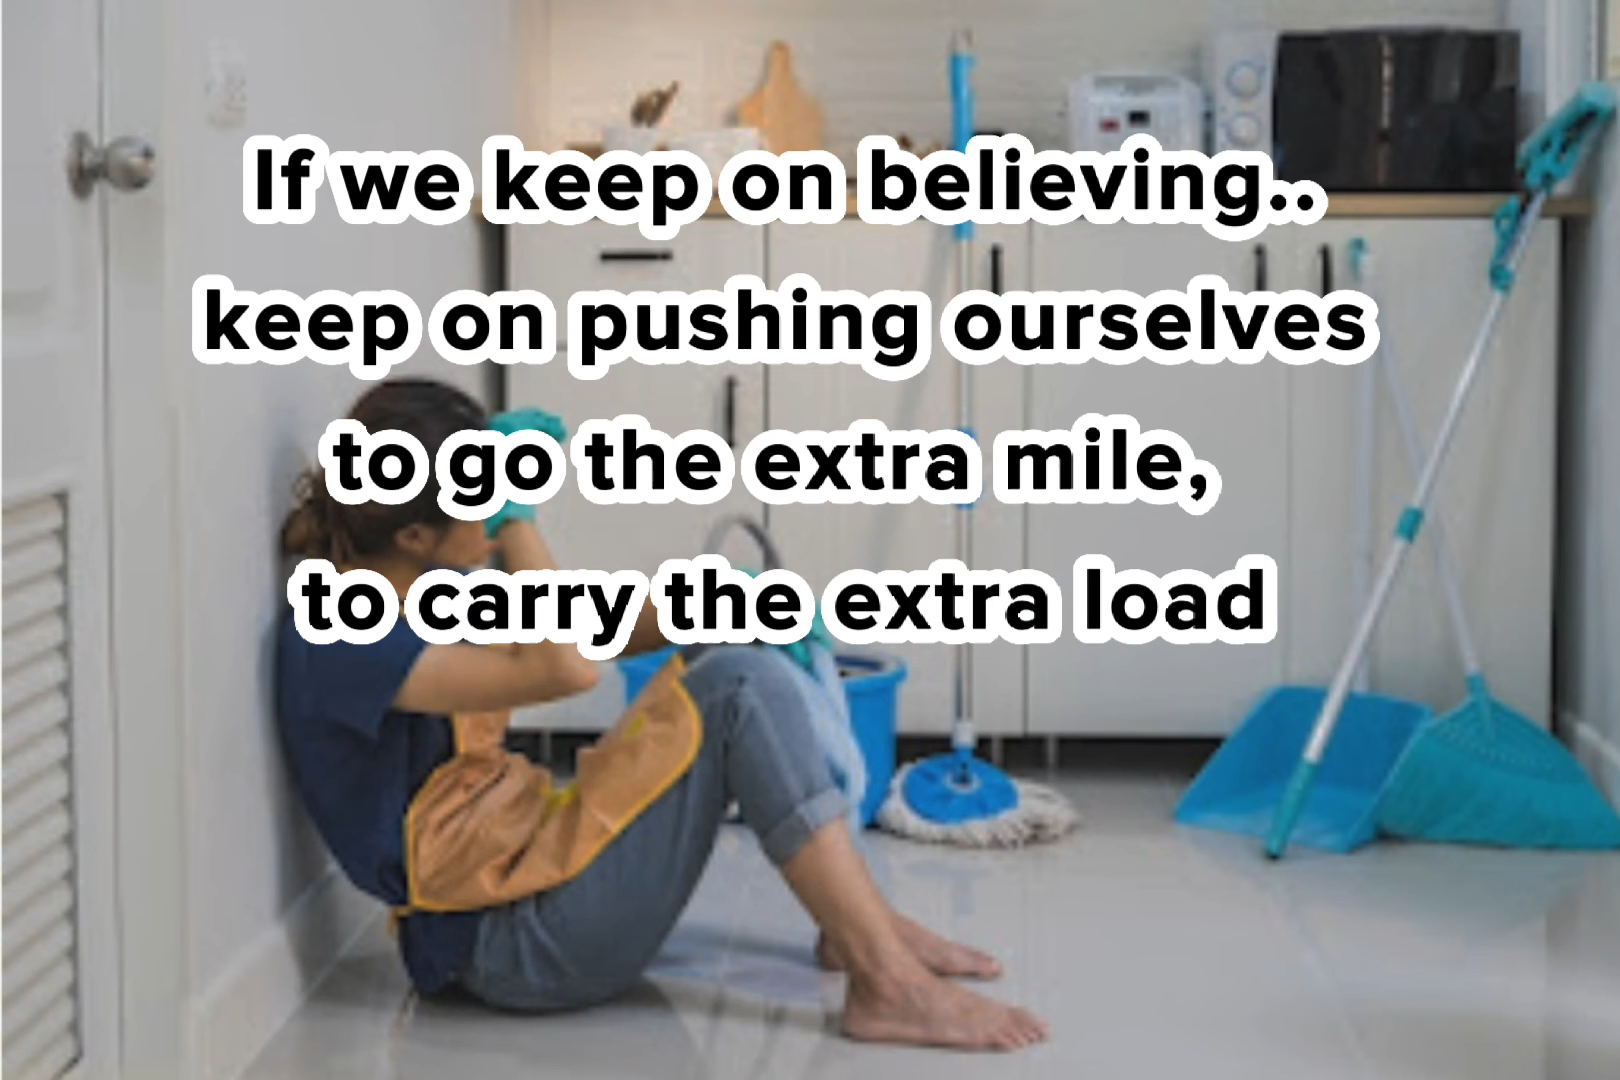 If we keep on believing..
keep on pushing ourselves
to go the extra mile,
to carry the extra load